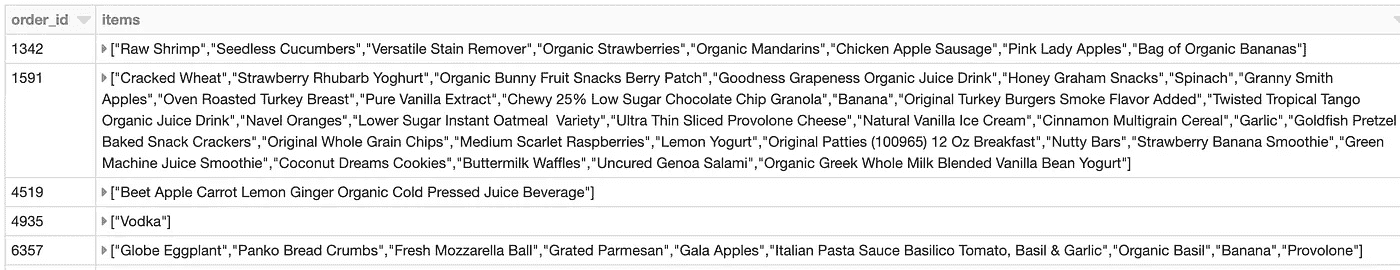 order_id items
1342 ["Raw Shrimp","Seedless Cucumbers","Versatile Stain Remover","Organic Strawberries","Organic Mandarins","Chicken Apple Sausage","Pink Lady Apples","Bag of Organic Bananas"]
1591 ["Cracked Wheat","Strawberry Rhubarb Yoghurt","Organic Bunny Fruit Snacks Berry Patch","Goodness Grapeness Organic Juice Drink","Honey Graham Snacks","Spinach","Granny Smith
Apples","Oven Roasted Turkey Breast","Pure Vanilla Extract","Chewy 25% Low Sugar Chocolate Chip Granola","Banana","Original Turkey Burgers Smoke Flavor Added","Twisted Tropical Tango
Organic Juice Drink","Navel Oranges","Lower Sugar Instant Oatmeal  Variety","Ultra Thin Sliced Provolone Cheese","Natural Vanilla Ice Cream","Cinnamon Multigrain Cereal","Garlic","Goldfish Pretzel
Baked Snack Crackers","Original Whole Grain Chips","Medium Scarlet Raspberries","Lemon Yogurt","Original Patties (100965) 12 Oz Breakfast","Nutty Bars","Strawberry Banana Smoothie","Green
Machine Juice Smoothie","Coconut Dreams Cookies","Buttermilk Waffles","Uncured Genoa Salami","Organic Greek Whole Milk Blended Vanilla Bean Yogurt"]
4519 ["Beet Apple Carrot Lemon Ginger Organic Cold Pressed Juice Beverage"]
4935 ["Vodka"]
6357 ["Globe Eggplant","Panko Bread Crumbs","Fresh Mozzarella Ball","Grated Parmesan","Gala Apples","Italian Pasta Sauce Basilico Tomato, Basil & Garlic","Organic Basil","Banana","Provolone"]